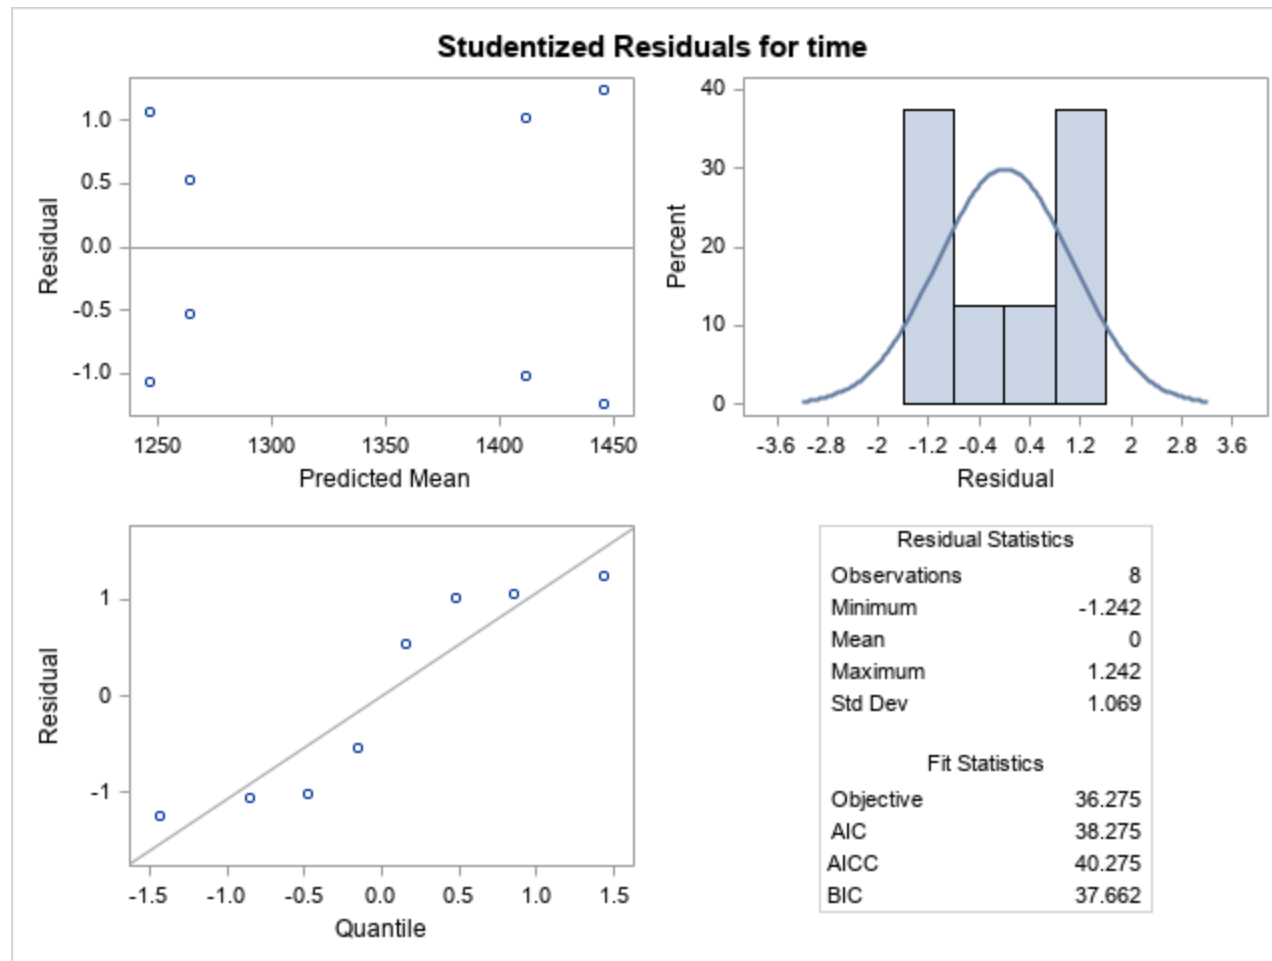 Studentized Residuals for time
1.0
0.5
0.0
-0.5
-1.0
Residual
1250 1300 1350 1400 1450
Predicted Mean
40
30
20
10
0
Percent
-3.6 -2.8 -2 -1.2 -0.4 0.4 1.2 2 2.8 3.6
Residual
1
0
-1
Residual
-1.5 -1.0 -0.5 0.0 0.5 1.0 1.5
Quantile
Residual Statistics
Observations 8
Minimum -1.242
Mean 0
Maximum 1.242
Std Dev 1.069
Fit Statistics
Objective 36.275
AIC 38.275
AICC 40.275
BIC 37.662